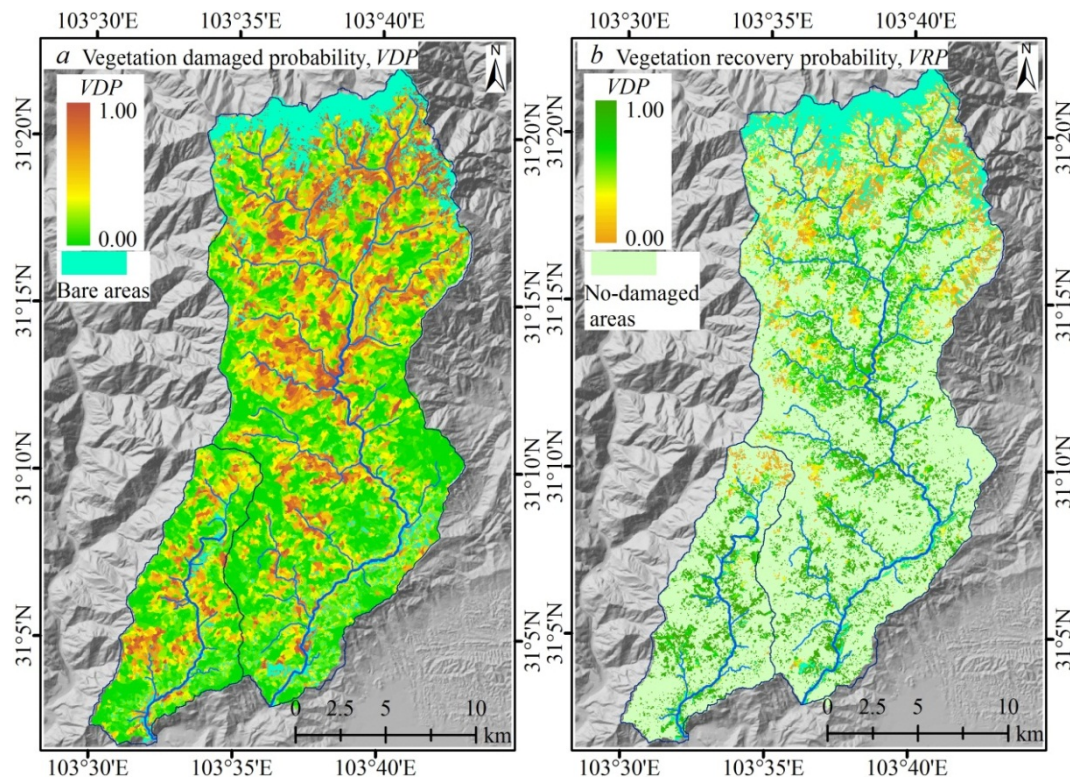 103°30'E 103°35'E 103°40'E 103°30'E 103°35'E 103°40'E
a Vegetation damaged probability, VDP
N
VDP
1.00
0.00
Bare areas
31°20'N
31°15'N
31°10'N
31°5'N
0 2.5 5 10
km
103°30'E 103°35'E 103°40'E
31°20'N
31°15'N
31°10'N
31°5'N
b Vegetation recovery probability, VRP
N
VRP
1.00
0.00
No-damaged
areas
31°20'N
31°15'N
31°10'N
31°5'N
0 2.5 5 10
km
103°30'E 103°35'E 103°40'E
31°20'N
31°15'N
31°10'N
31°5'N